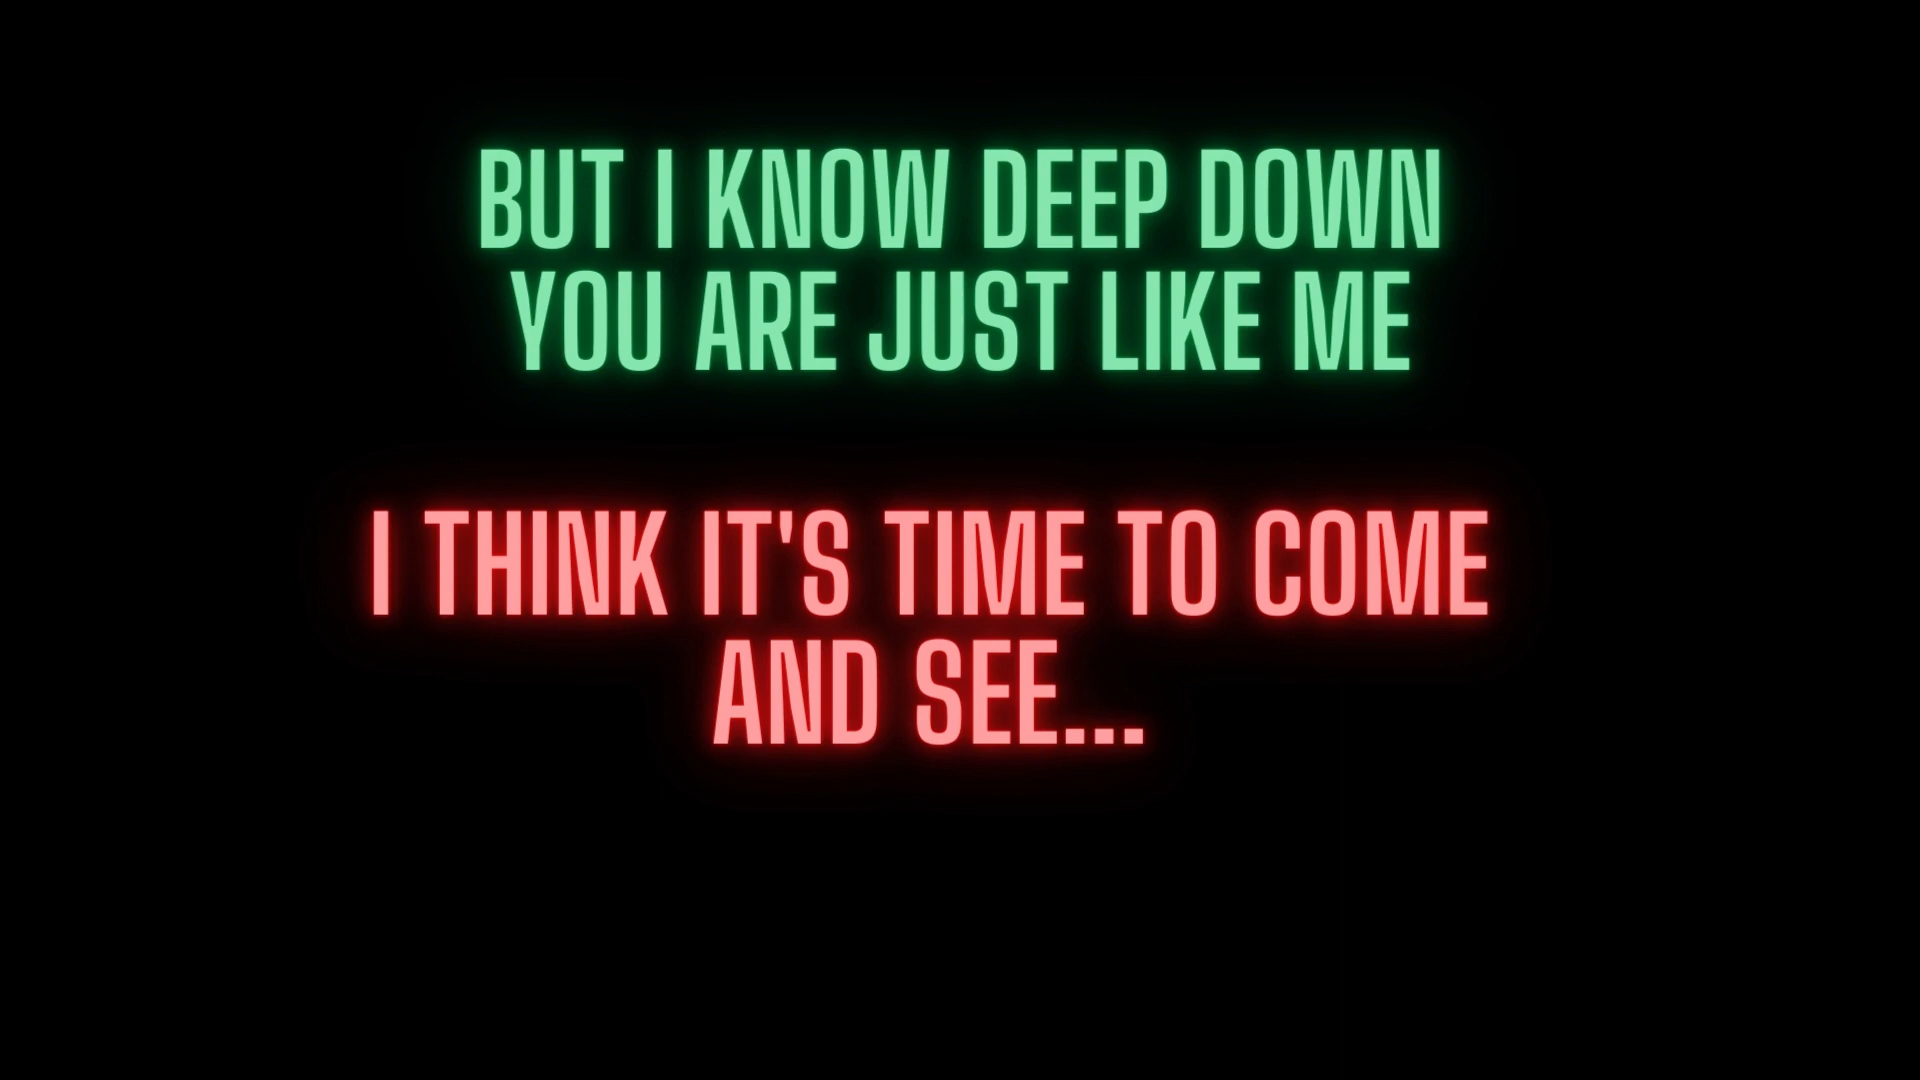 BUT I KNOW DEEP DOWN
YOU ARE JUST LIKE ME
I THINK IT'S TIME TO COME
AND SEE...